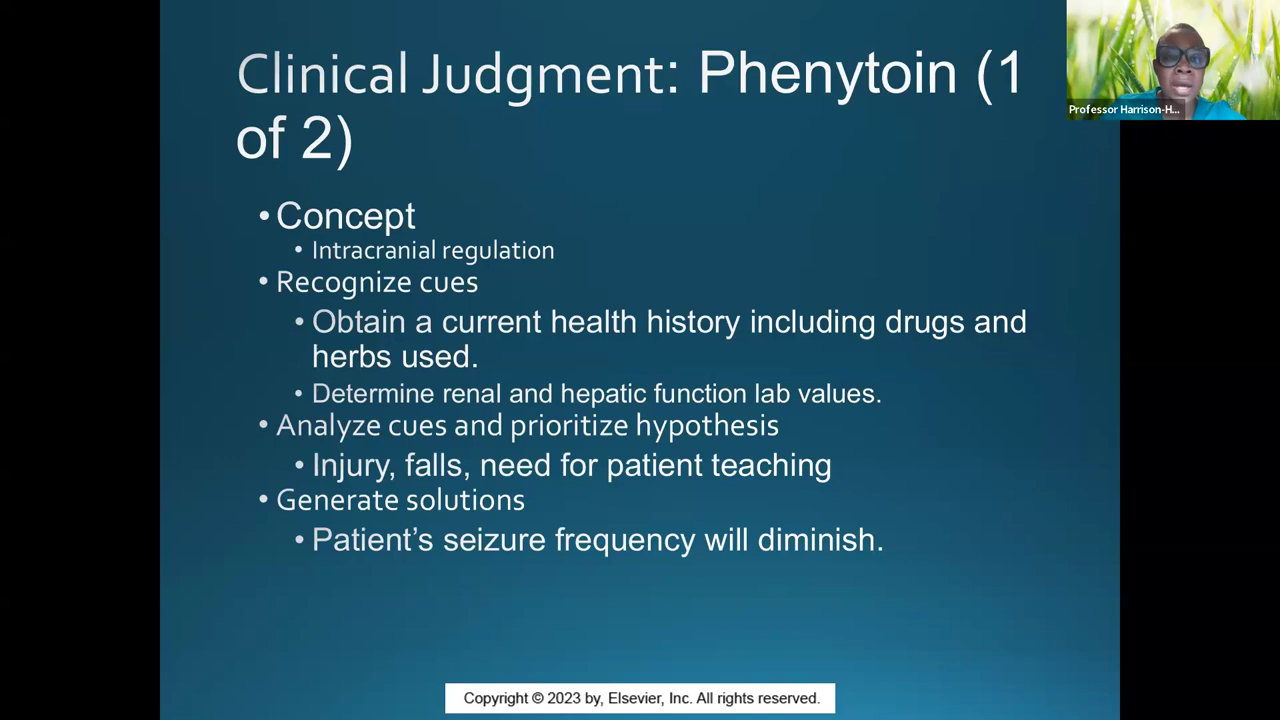 Clinical Judgment: Phenytoin (1
of 2)
Professor Harrison-H...
• Concept
• Intracranial regulation
• Recognize cues
• Obtain a current health history including drugs and
herbs used.
• Determine renal and hepatic function lab values.
• Analyze cues and prioritize hypothesis
• Injury, falls, need for patient teaching
• Generate solutions
• Patient’s seizure frequency will diminish.
Copyright © 2023 by, Elsevier, Inc. All rights reserved.